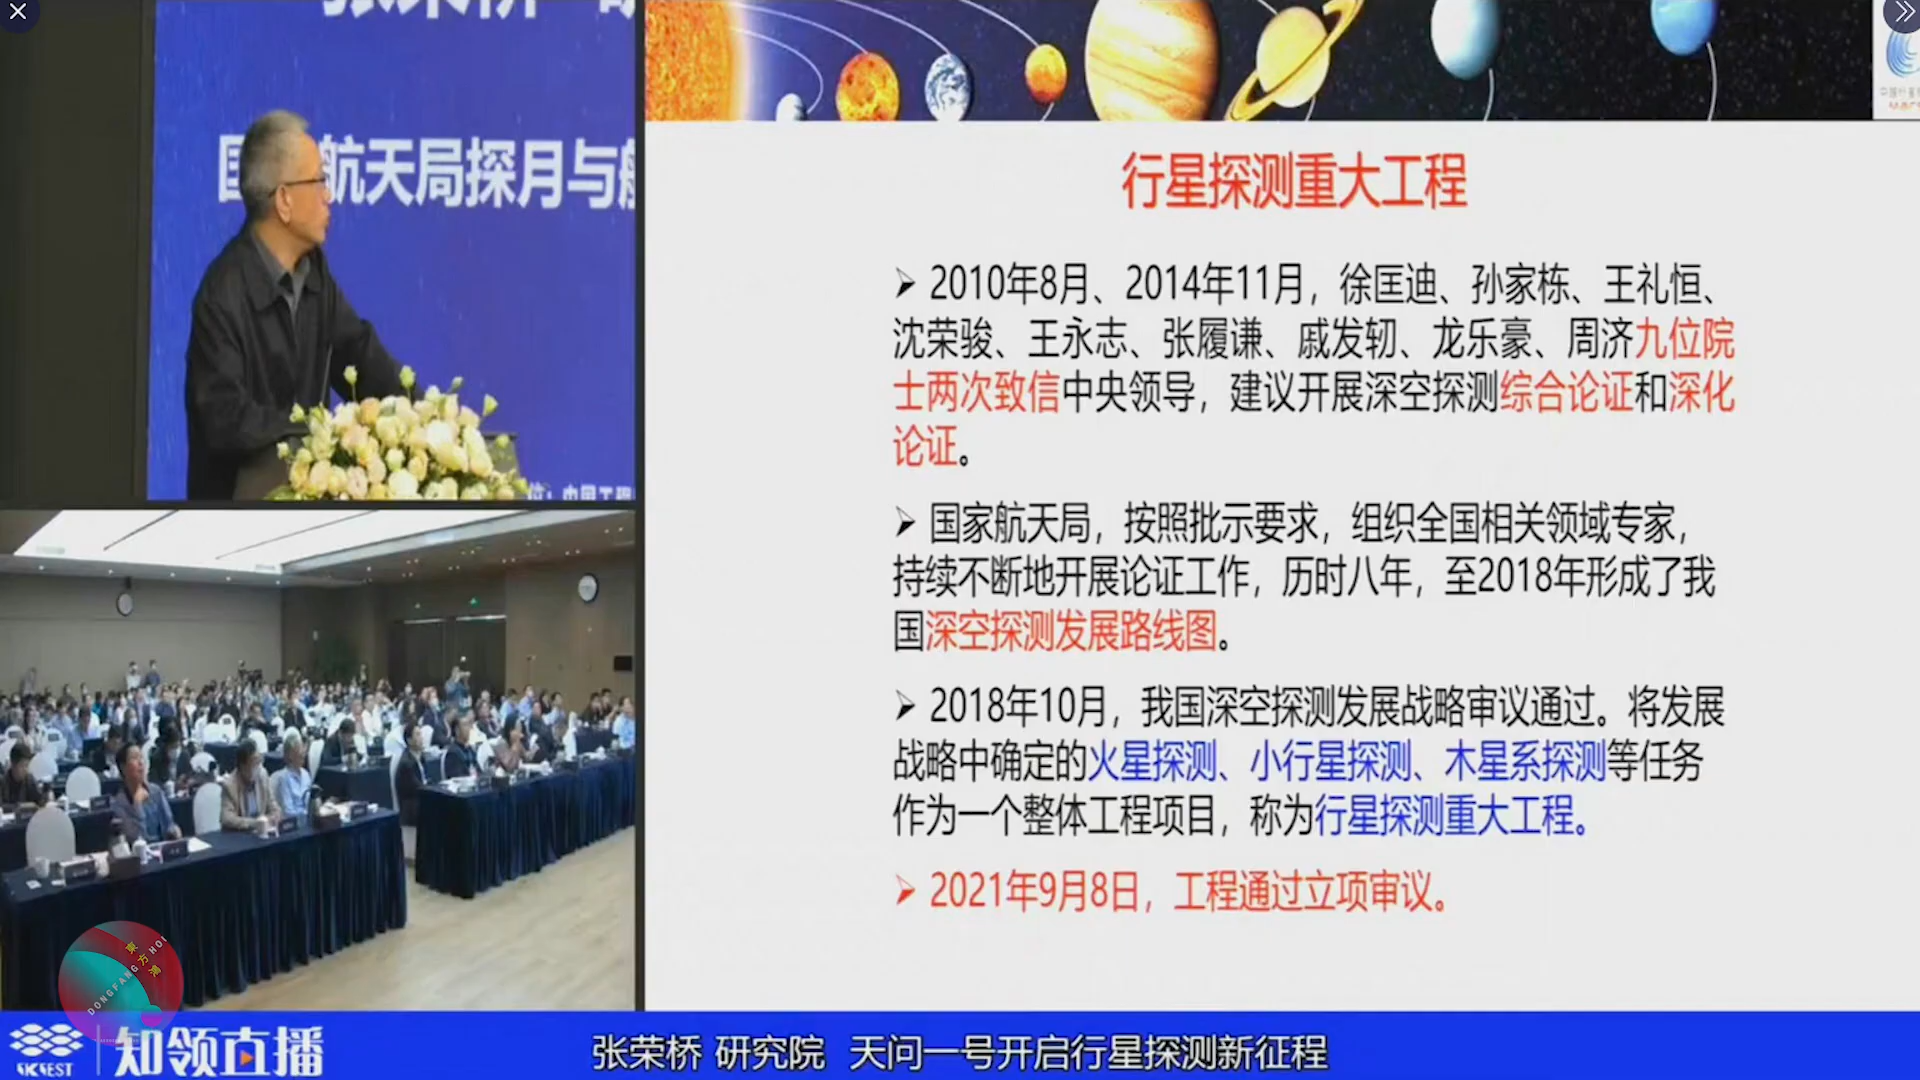 国 航天局探月与
行星探测重大工程
➢ 2010年8月、2014年11月，徐匡迪、孙家栋、王礼恒、
沈荣骏、王永志、张履谦、戚发轫、龙乐豪、周济九位院
士两次致信中央领导，建议开展深空探测综合论证和深化
论证。
➢ 国家航天局，按照批示要求，组织全国相关领域专家，
持续不断地开展论证工作，历时八年，至2018年形成了我
国深空探测发展路线图。
➢ 2018年10月，我国深空探测发展战略审议通过。将发展
战略中确定的火星探测、小行星探测、木星系探测等任务
作为一个整体工程项目，称为行星探测重大工程。
➢ 2021年9月8日，工程通过立项审议。
東方鴻
DONGFANG HOI
IKCEST
知领直播
张荣桥 研究院 天问一号开启行星探测新征程